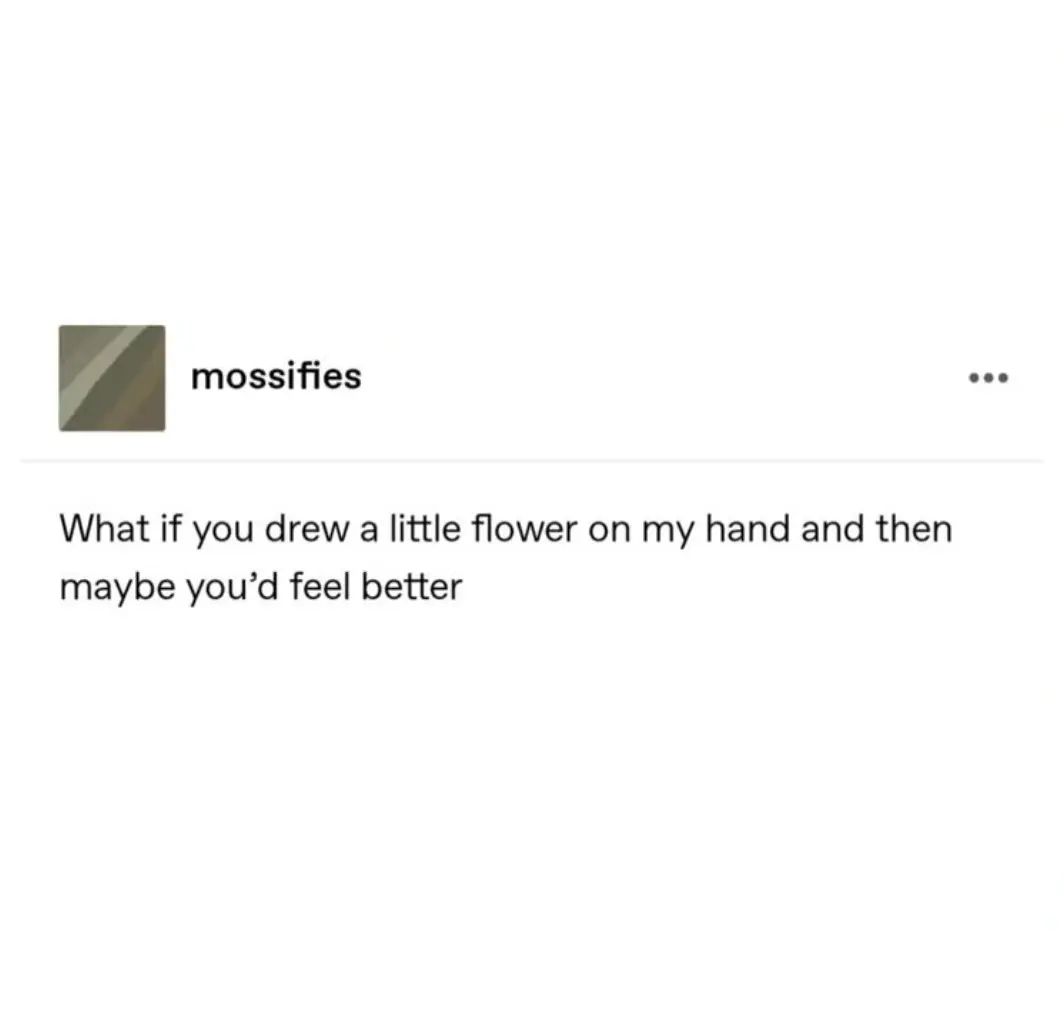 mossifies
What if you drew a little flower on my hand and then
maybe you’d feel better